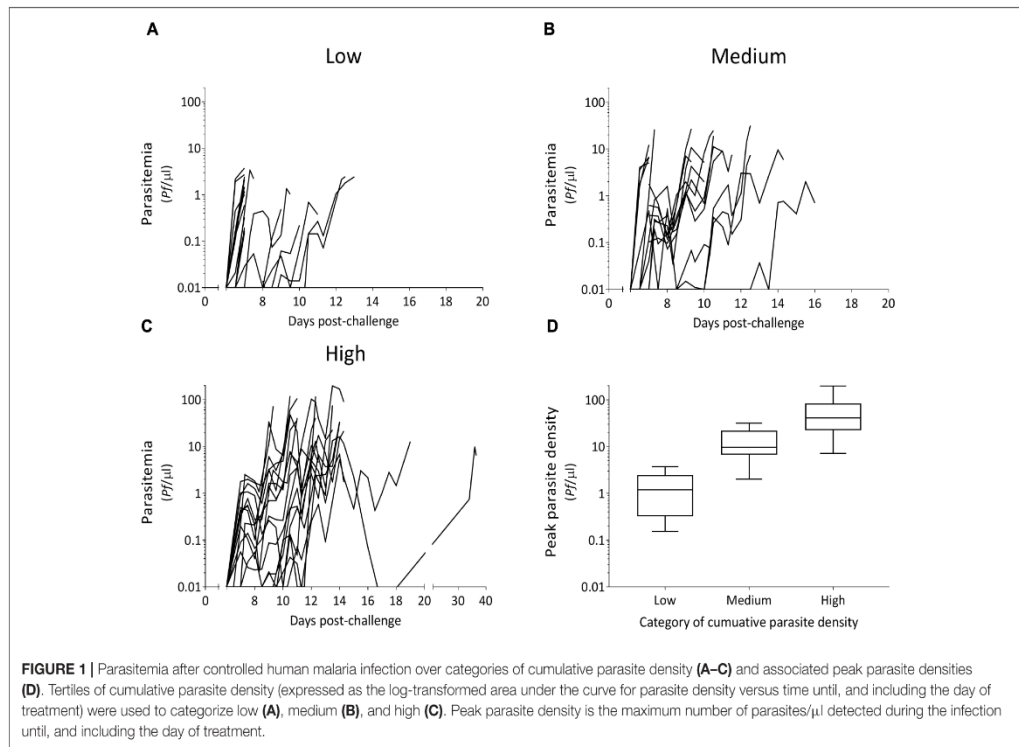 A
Low
100
10
1
0.1
0.01
Parasitemia
(Pf/µl)
0 8 10 12 14 16 18 20
Days post-challenge
B
Medium
100
10
1
0.1
0.01
Parasitemia
(Pf/µl)
0 8 10 12 14 16 18 20
Days post-challenge
C
High
100
10
1
0.1
0.01
Parasitemia
(Pf/µl)
0 8 10 12 14 16 18 20 30 40
Days post-challenge
D
100
10
1
0.1
0.01
Peak parasite density
(Pf/µl)
Low Medium High
Category of cumuative parasite density
FIGURE 1 | Parasitemia after controlled human malaria infection over categories of cumulative parasite density (A–C) and associated peak parasite densities
(D). Tertiles of cumulative parasite density (expressed as the log-transformed area under the curve for parasite density versus time until, and including the day of
treatment) were used to categorize low (A), medium (B), and high (C). Peak parasite density is the maximum number of parasites/µl detected during the infection
until, and including the day of treatment.